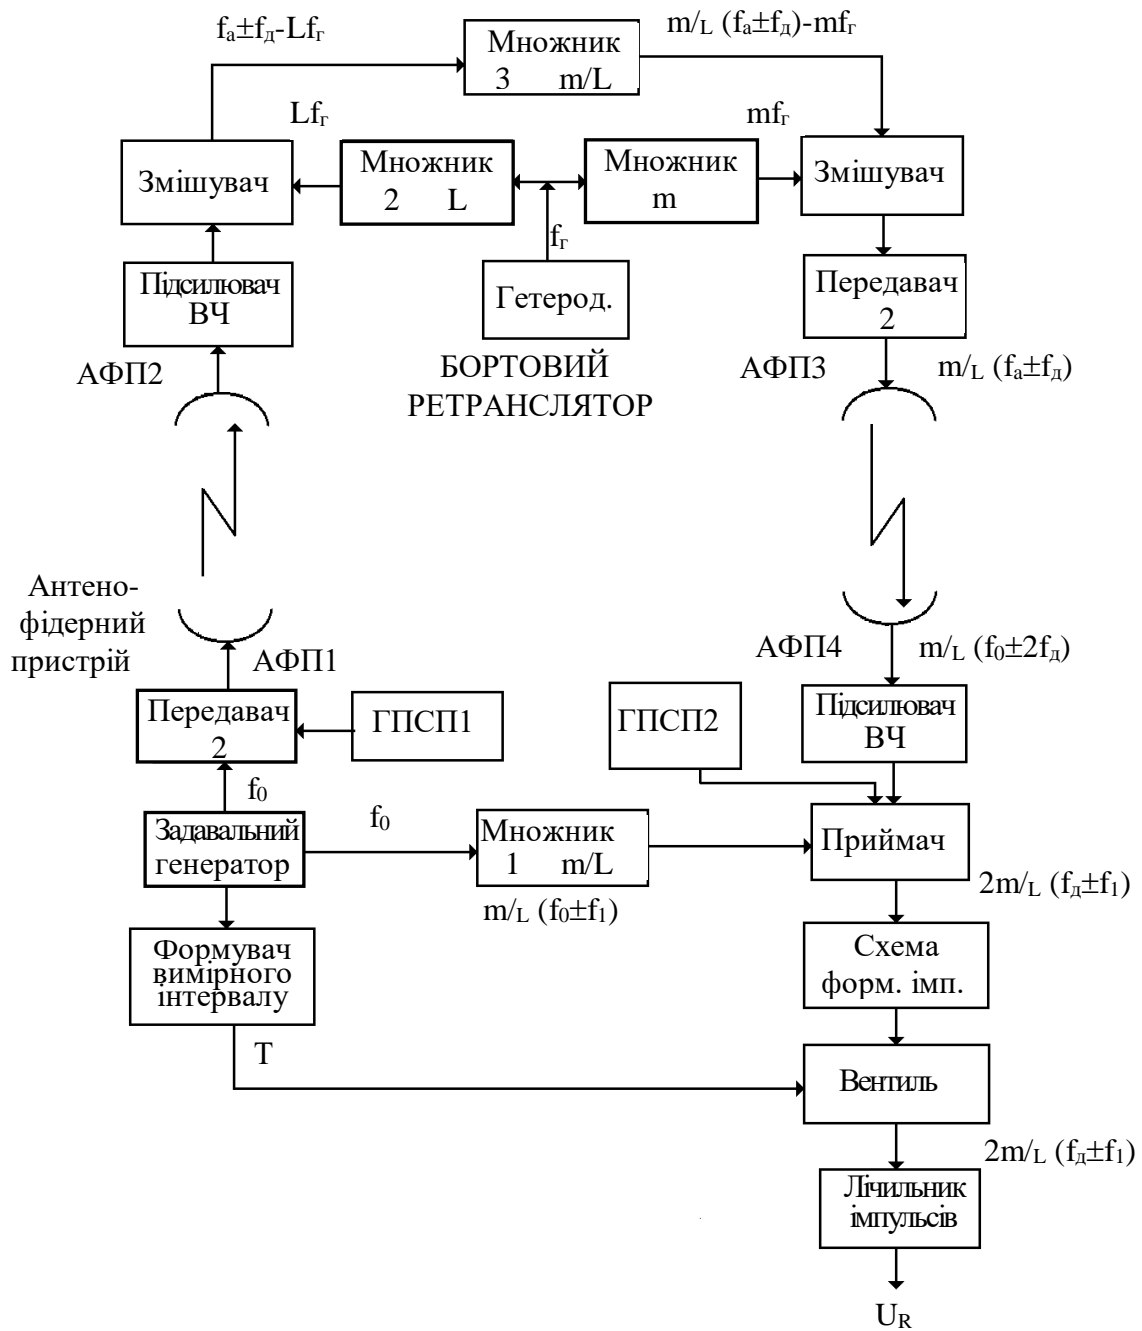 fа±fд-Lfг
m/L (fа±fд)-mfг
Множник
3 m/L
Lfг
mfг
Змішувач
Множник
2 L
Множник
m
Змішувач
fг
Підсилювач
ВЧ
Гетерод.
Передавач
2
АФП2
БОРТОВИЙ
РЕТРАНСЛЯТОР
АФП3
m/L (fа±fд)
Антено-
фідерний
пристрій
АФП1
АФП4
m/L (f0±2fд)
Передавач
2
ГПСП1
ГПСП2
Підсилювач
ВЧ
f0
Задавальний
генератор
f0
Множник
1 m/L
Приймач
m/L (f0±f1)
2m/L (fд±f1)
Формувач
вимірного
інтервалу
Схема
форм. імп.
T
Вентиль
2m/L (fд±f1)
Лічильник
імпульсів
UR